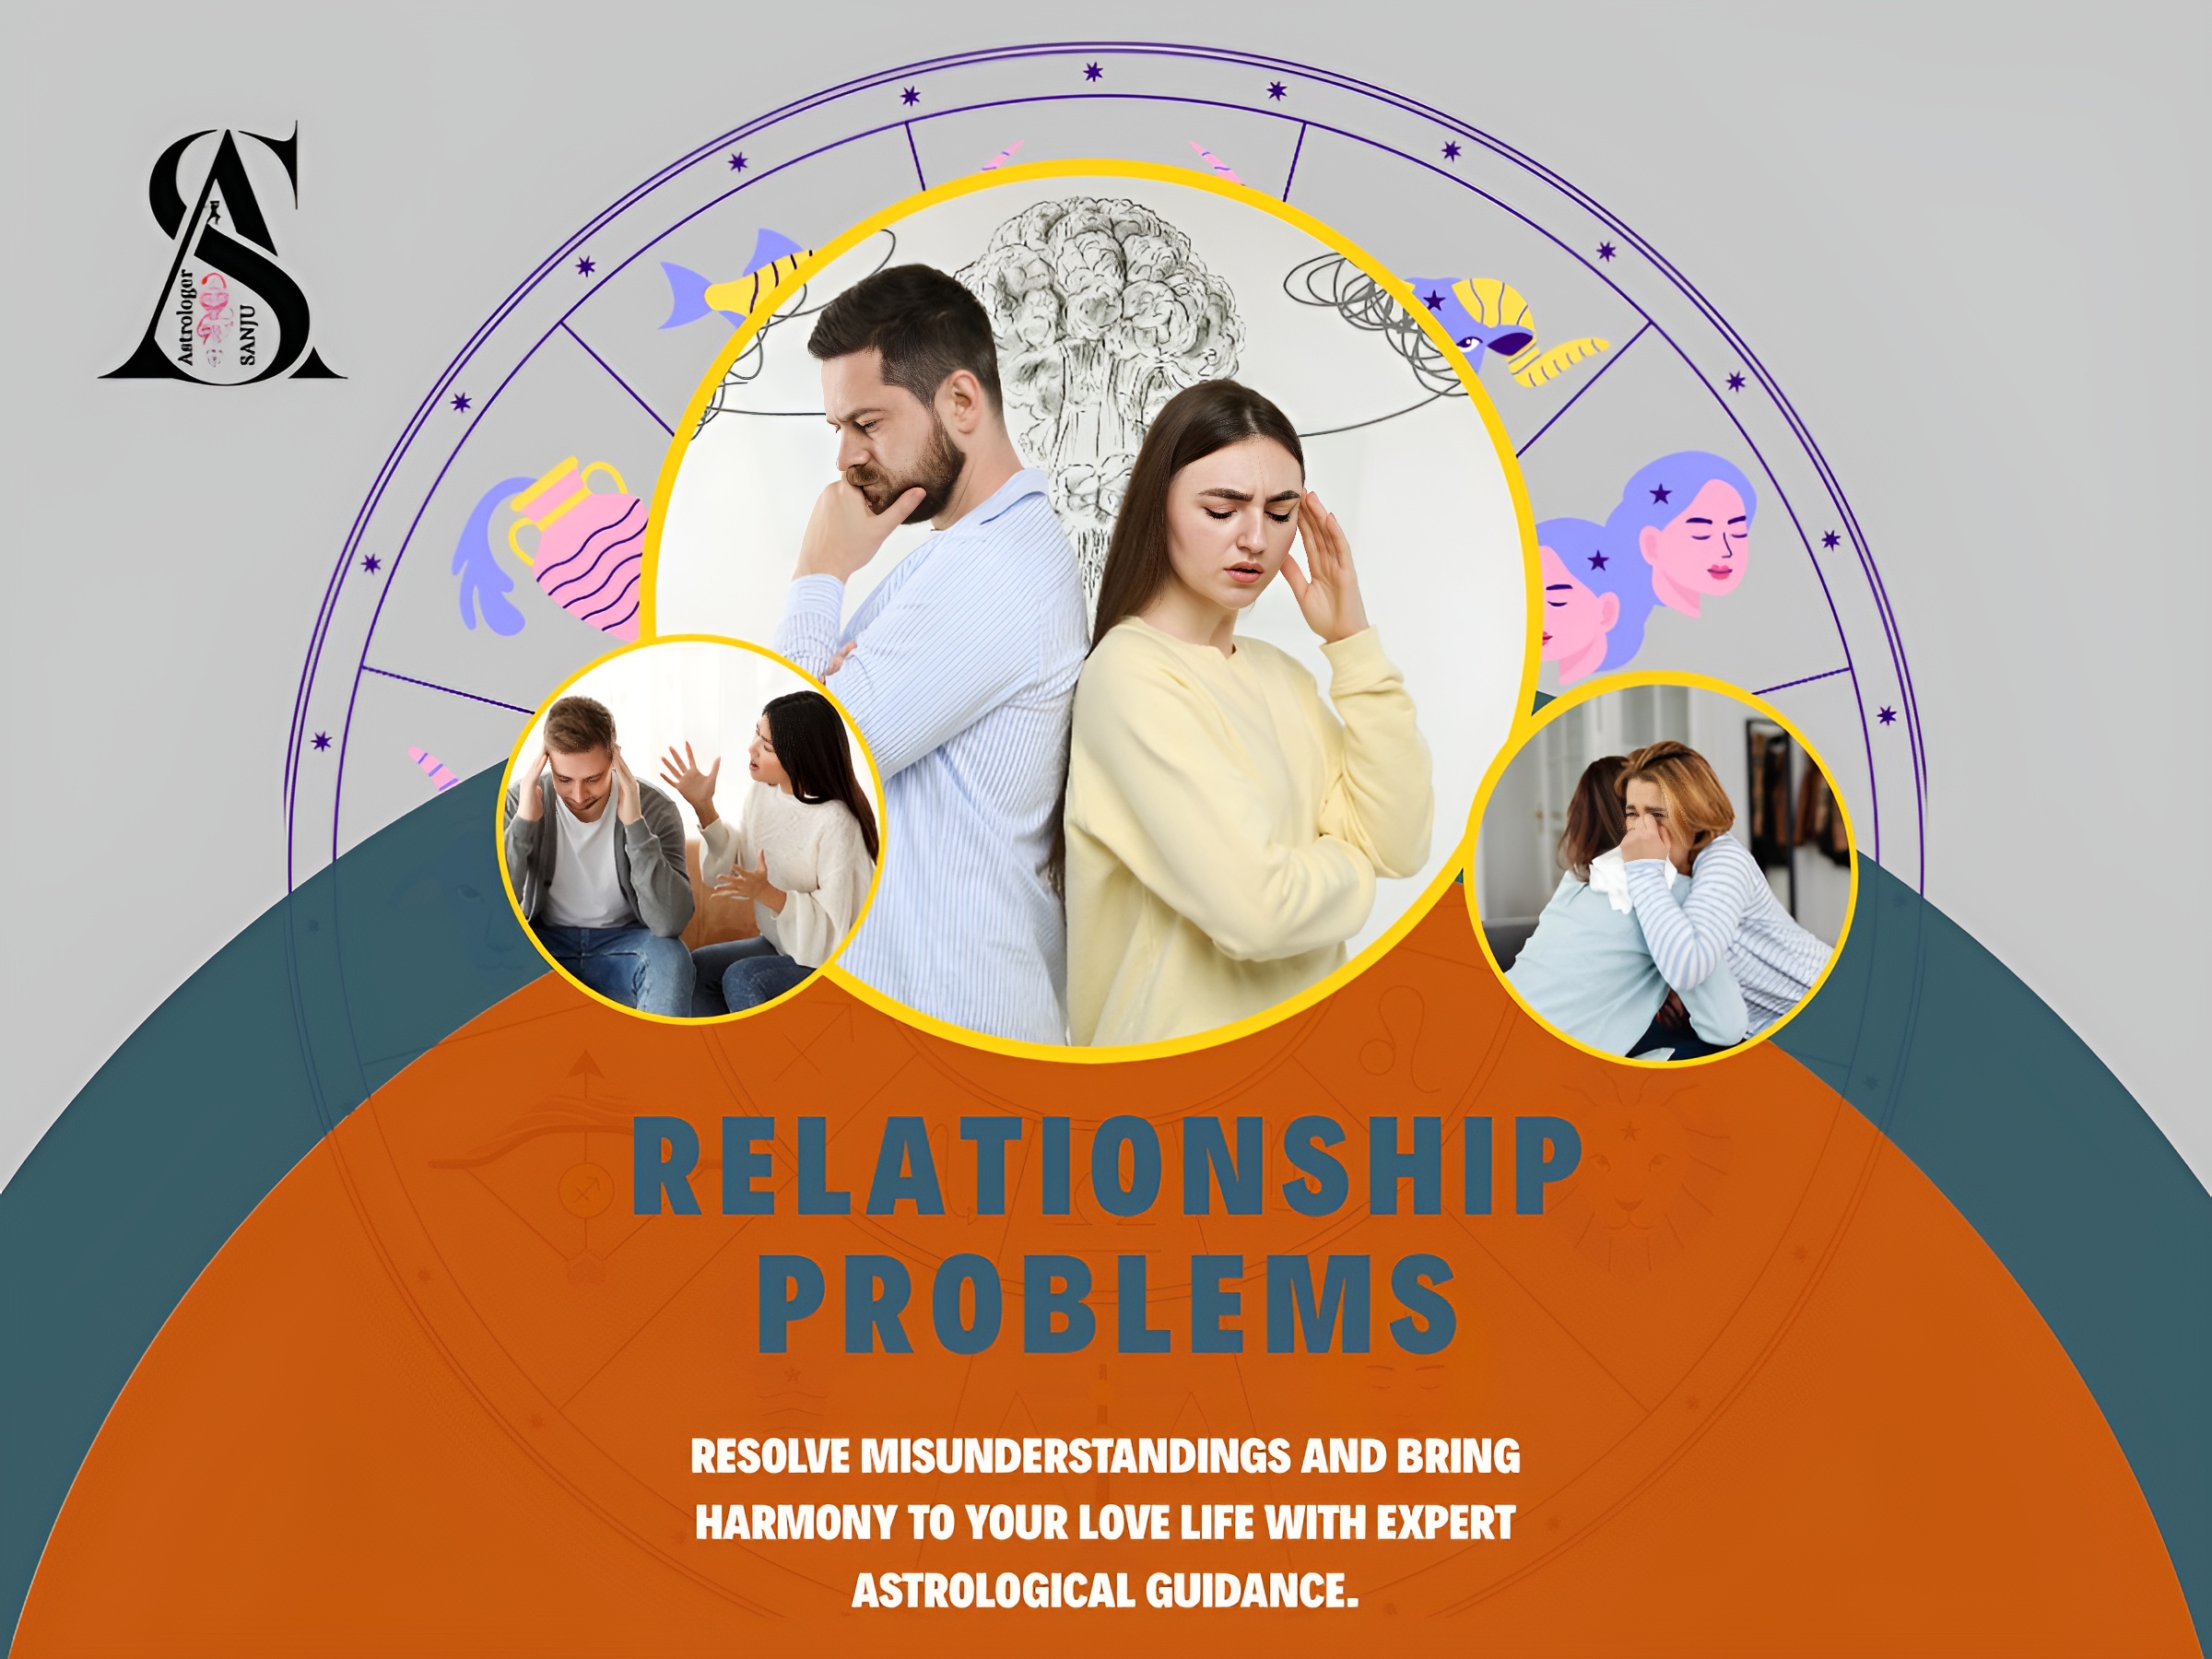 Astrologer
SANJU
RELATIONSHIP
PROBLEMS
RESOLVE MISUNDERSTANDINGS AND BRING
HARMONY TO YOUR LOVE LIFE WITH EXPERT
ASTROLOGICAL GUIDANCE.